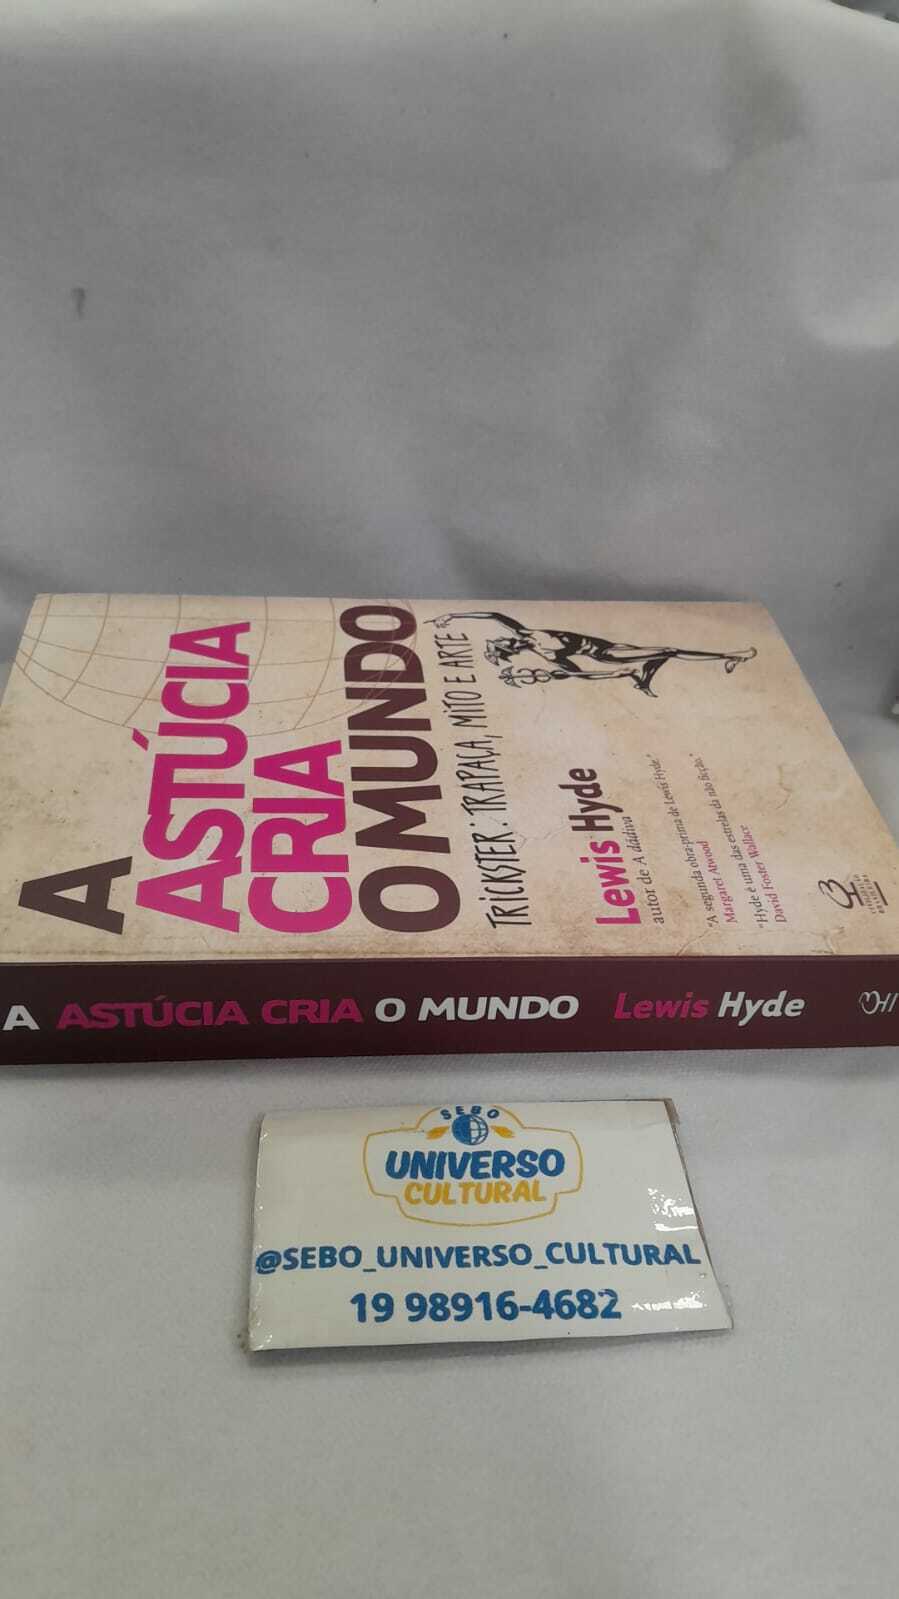 A
ASTÚCIA
CRIA
O MUNDO
TRICKSTER: TRAPAÇA, MITO E ARTE
Lewis Hyde
autor de A dádiva
"A segunda obra-prima de Lewis Hyde."
Margaret Atwood
"Hyde é uma das estrelas da não ficção."
David Foster Wallace
CIVILIZAÇÃO
BRASILEIRA
A ASTÚCIA CRIA O MUNDO Lewis Hyde
SEBO
UNIVERSO
CULTURAL
@SEBO_UNIVERSO_CULTURAL
19 98916-4682